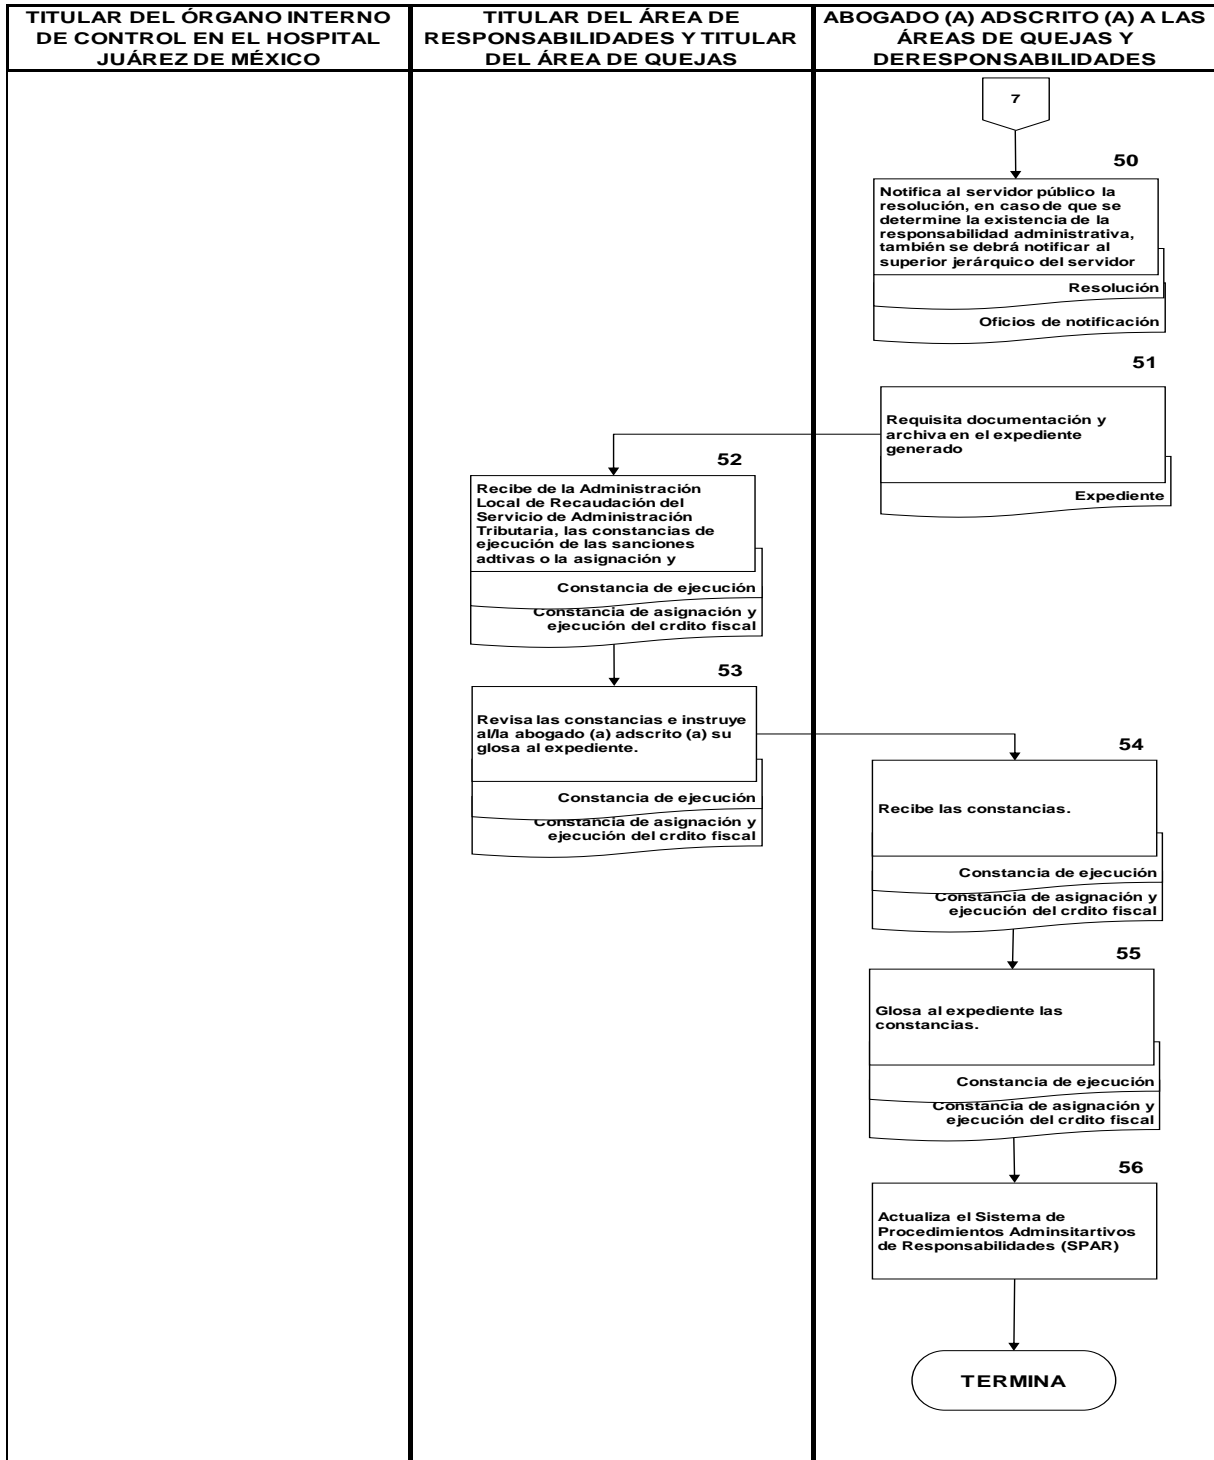 TITULAR DEL ÓRGANO INTERNO
DE CONTROL EN EL HOSPITAL
JUÁREZ DE MÉXICO
TITULAR DEL ÁREA DE
RESPONSABILIDADES Y TITULAR
DEL ÁREA DE QUEJAS
ABOGADO (A) ADSCRITO (A) A LAS
ÁREAS DE QUEJAS Y
DERESPONSABILIDADES
7
50
Notifica al servidor público la
resolución, en caso de que se
determine la existencia de la
responsabilidad administrativa,
también se debrá notificar al
superior jerárquico del servidor
Resolución
Oficios de notificación
51
Requisita documentación y
archiva en el expediente
generado
Expediente
52
Recibe de la Administración
Local de Recaudación del
Servicio de Administración
Tributaria, las constancias de
ejecución de las sanciones
adtivas o la asignación y
Constancia de ejecución
Constancia de asignación y
ejecución del crdito fiscal
53
Revisa las constancias e instruye
al/la abogado (a) adscrito (a) su
glosa al expediente.
Constancia de ejecución
Constancia de asignación y
ejecución del crdito fiscal
54
Recibe las constancias.
Constancia de ejecución
Constancia de asignación y
ejecución del crdito fiscal
55
Glosa al expediente las
constancias.
Constancia de ejecución
Constancia de asignación y
ejecución del crdito fiscal
56
Actualiza el Sistema de
Procedimientos Adminsitartivos
de Responsabilidades (SPAR)
TERMINA